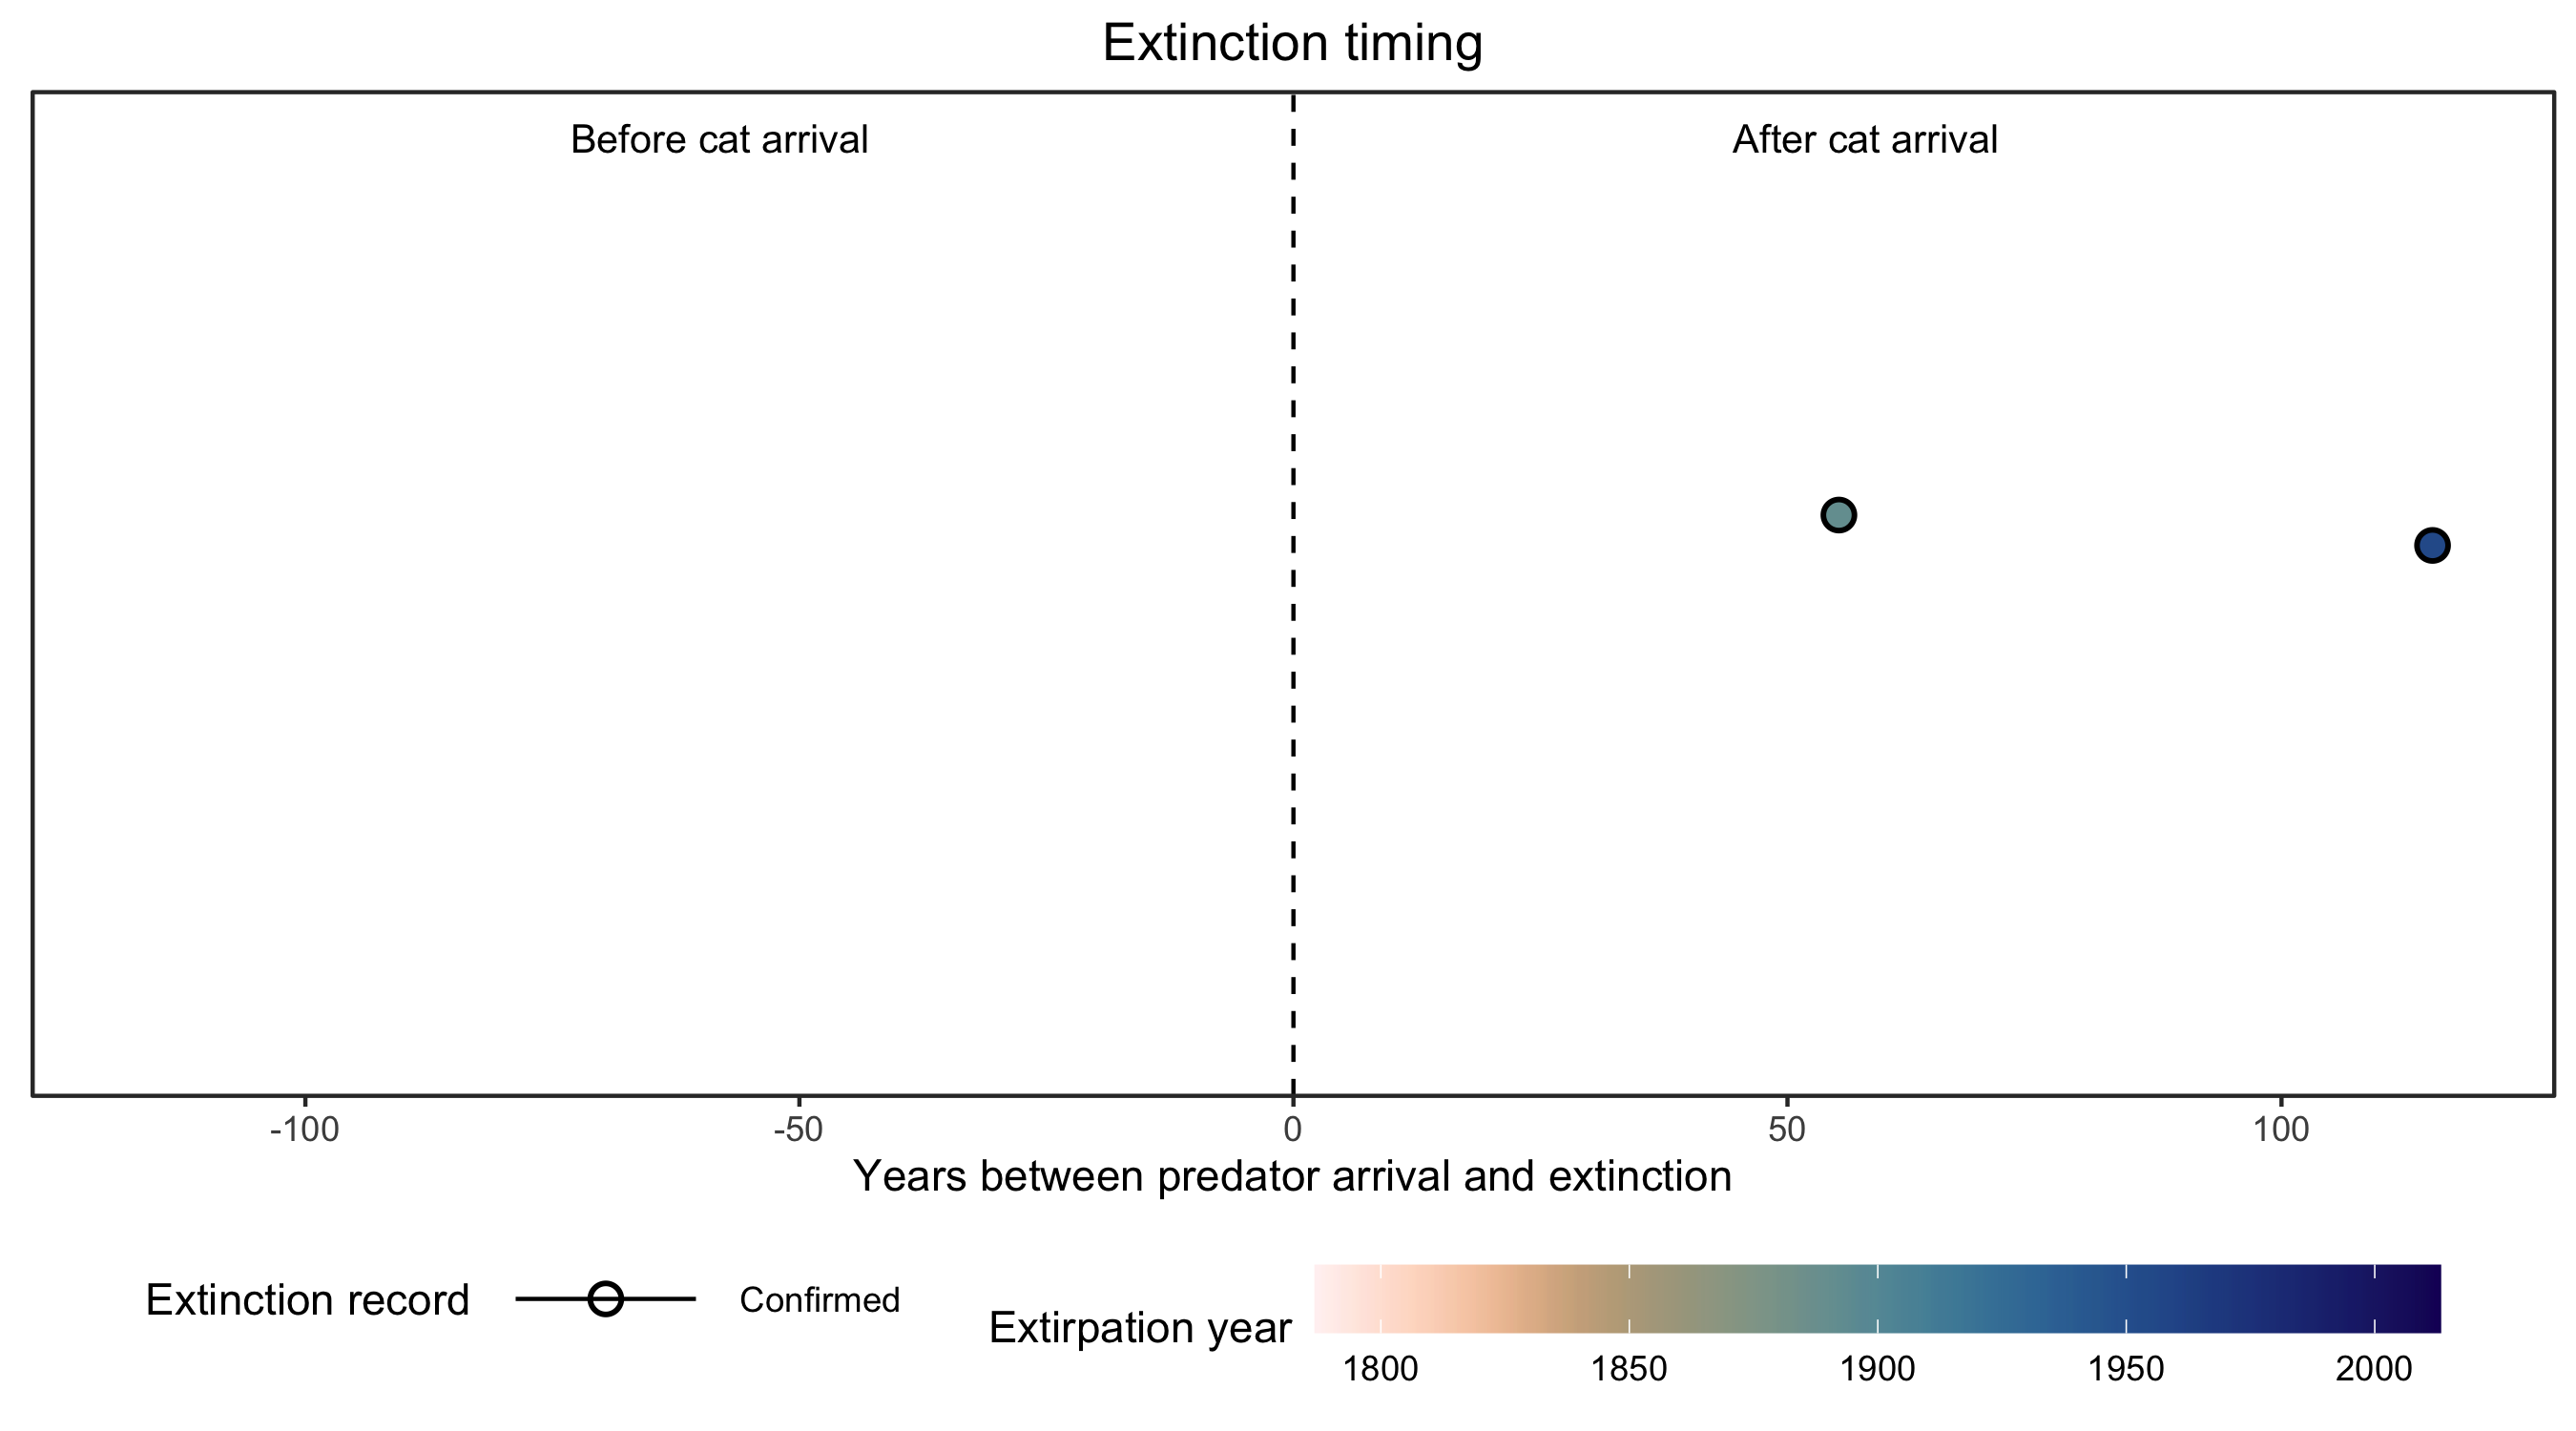 Extinction timing
Before cat arrival
After cat arrival
-100
-50
0
50
100
Years between predator arrival and extinction
Extinction record
Confirmed
Extirpation year
1800
1850
1900
1950
2000